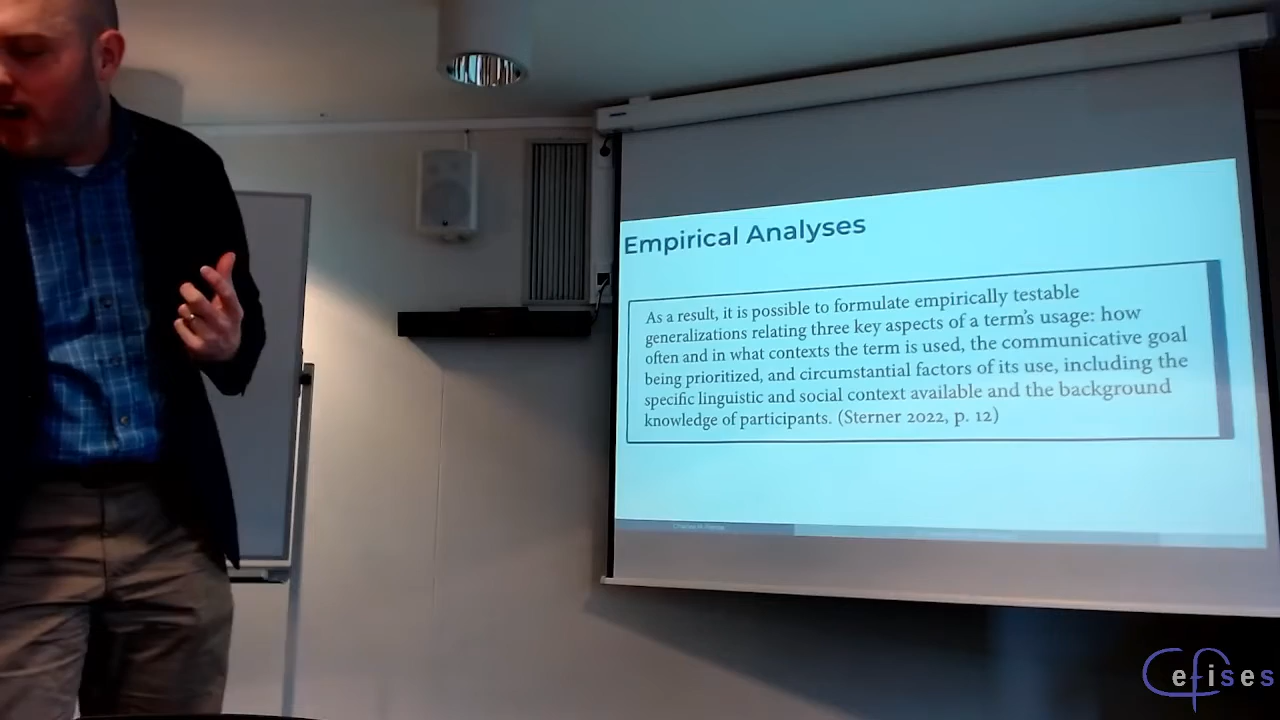 Empirical Analyses
As a result, it is possible to formulate empirically testable
generalizations relating three key aspects of a term's usage: how
often and in what contexts the term is used, the communicative goal
being prioritized, and circumstantial factors of its use, including the
specific linguistic and social context available and the background
knowledge of participants. (Sterner 2022, p. 12)
Cefises